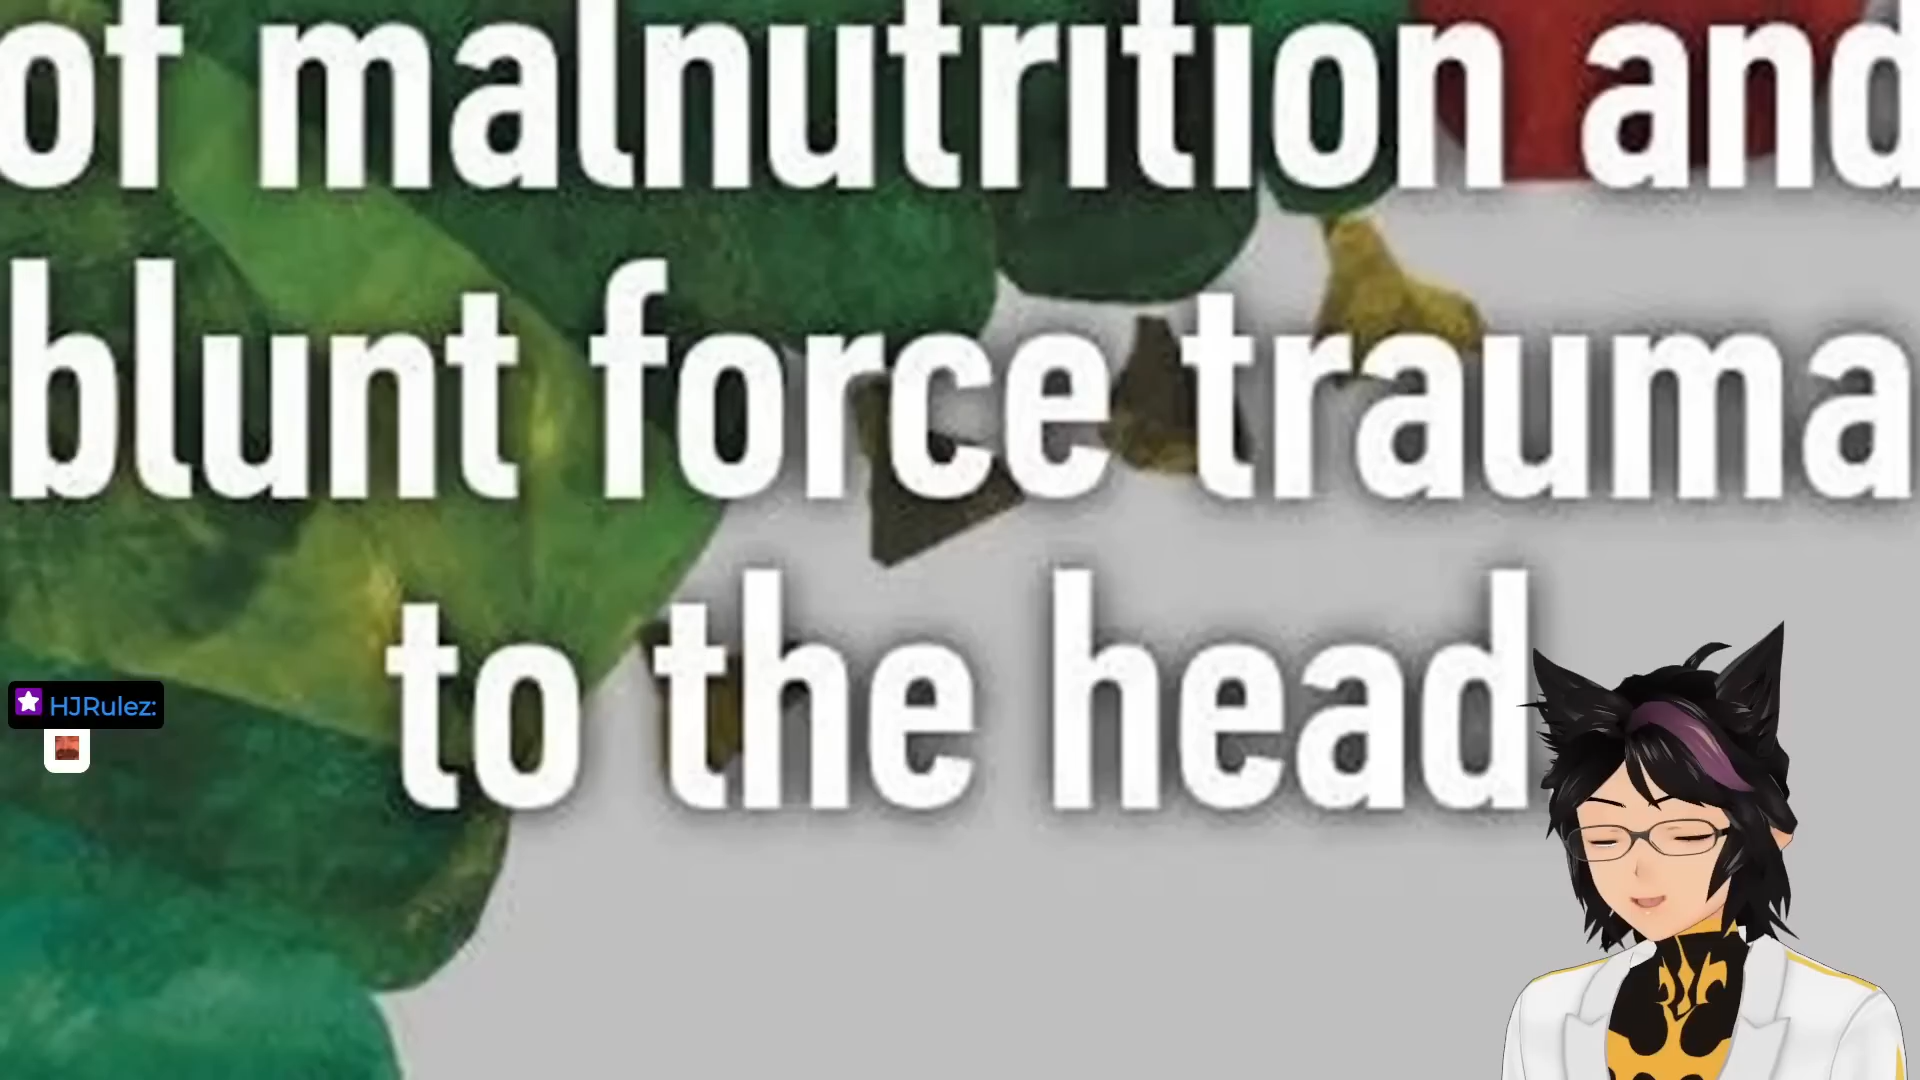 of malnutrition and
blunt force trauma
to the head
HJRulez: